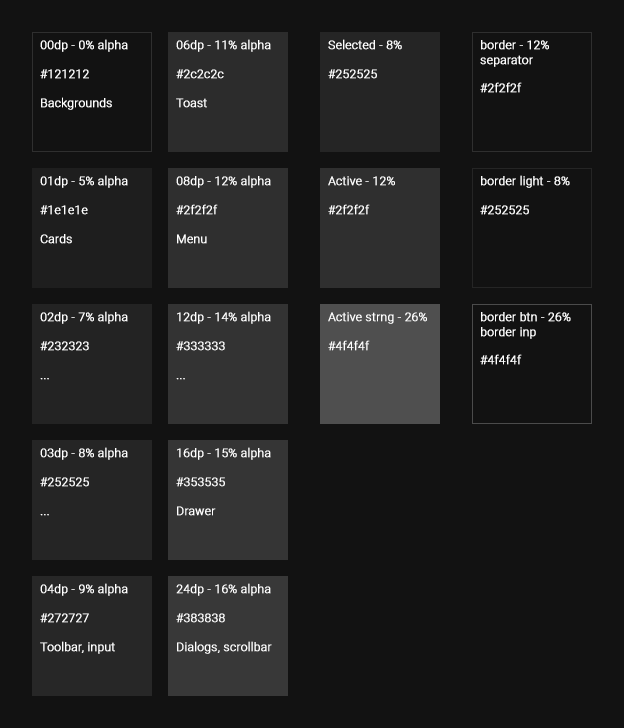 00dp - 0% alpha
#121212
Backgrounds
06dp - 11% alpha
#2c2c2c
Toast
Selected - 8%
#252525
border - 12%
separator
#2f2f2f
01dp - 5% alpha
#1e1e1e
Cards
08dp - 12% alpha
#2f2f2f
Menu
Active - 12%
#2f2f2f
border light - 8%
#252525
02dp - 7% alpha
#232323
...
12dp - 14% alpha
#333333
...
Active strng - 26%
#4f4f4f
border btn - 26%
border inp
#4f4f4f
03dp - 8% alpha
#252525
...
16dp - 15% alpha
#353535
Drawer
04dp - 9% alpha
#272727
Toolbar, input
24dp - 16% alpha
#383838
Dialogs, scrollbar